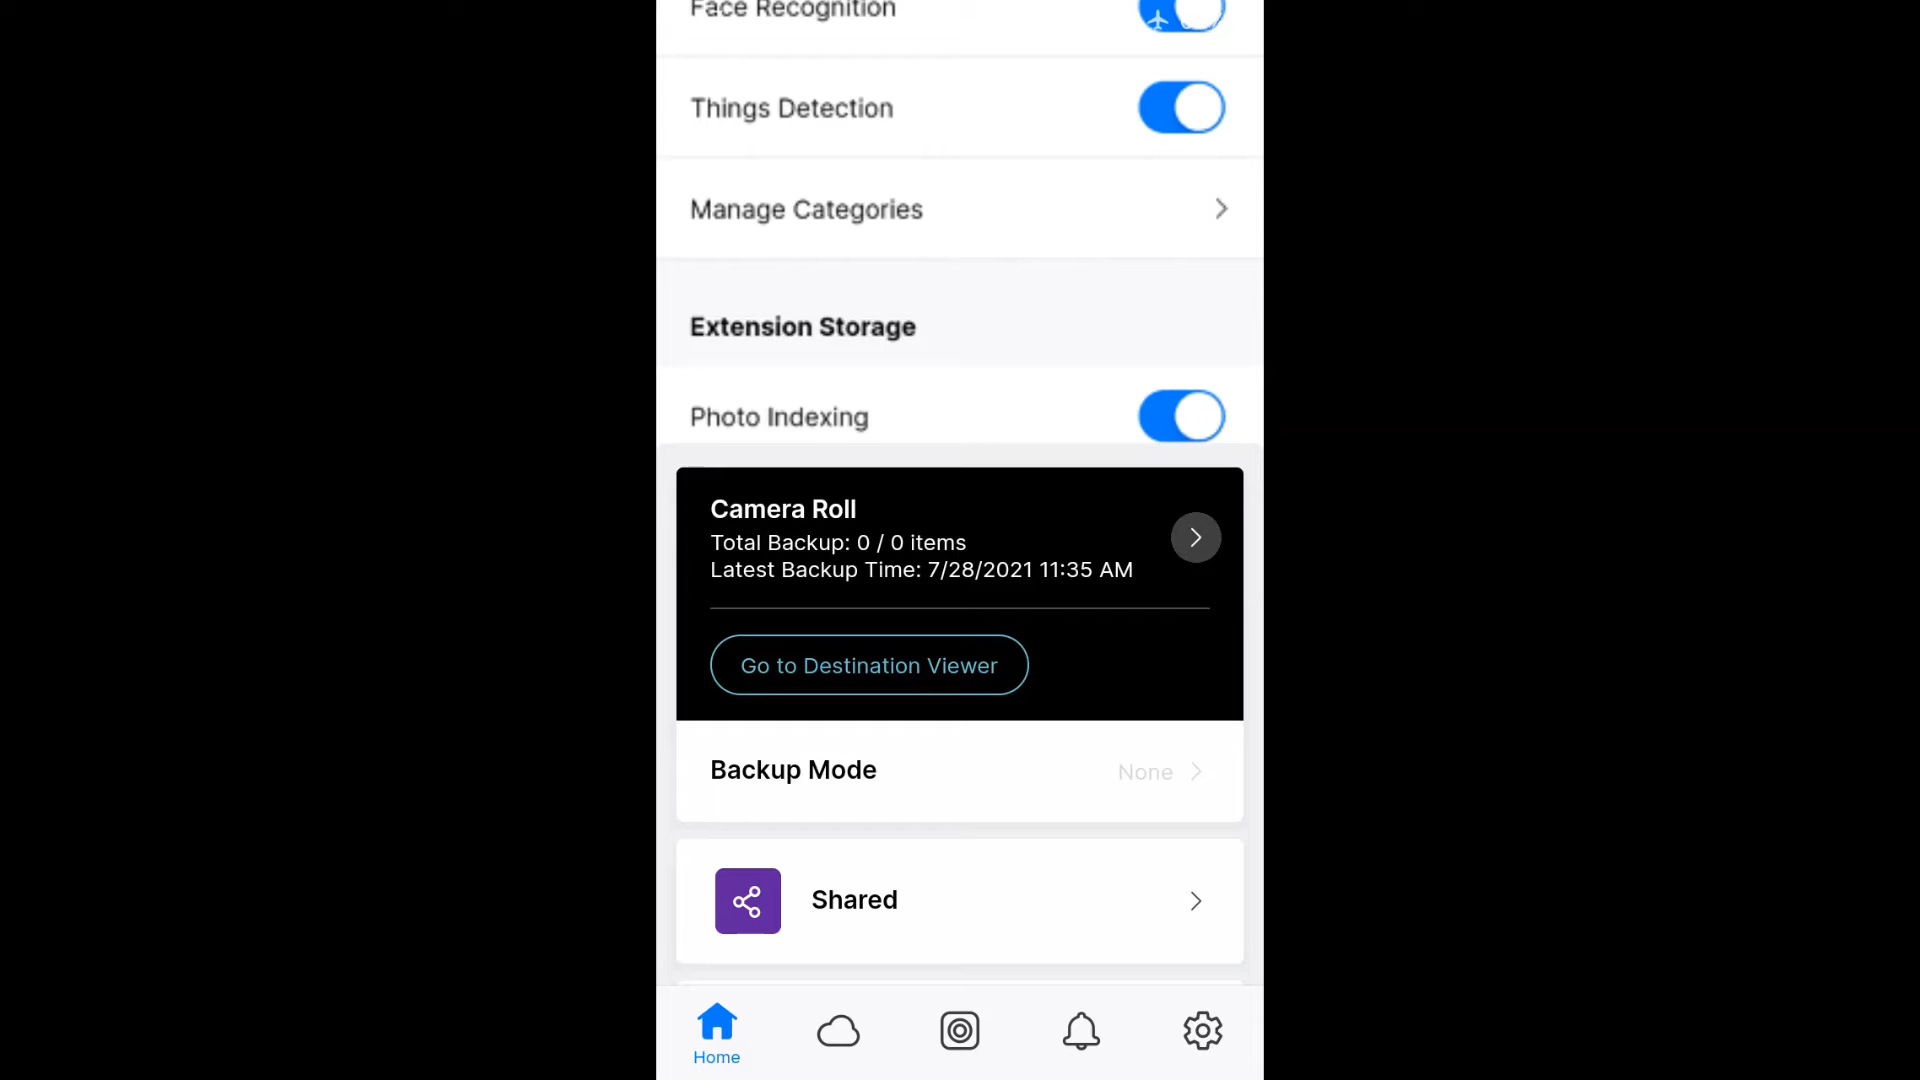 Face Recognition
Things Detection
Manage Categories
Extension Storage
Photo Indexing
Camera Roll
Total Backup: 0 / 0 items
Latest Backup Time: 7/28/2021 11:35 AM
Go to Destination Viewer
Backup Mode
None
Shared
Home